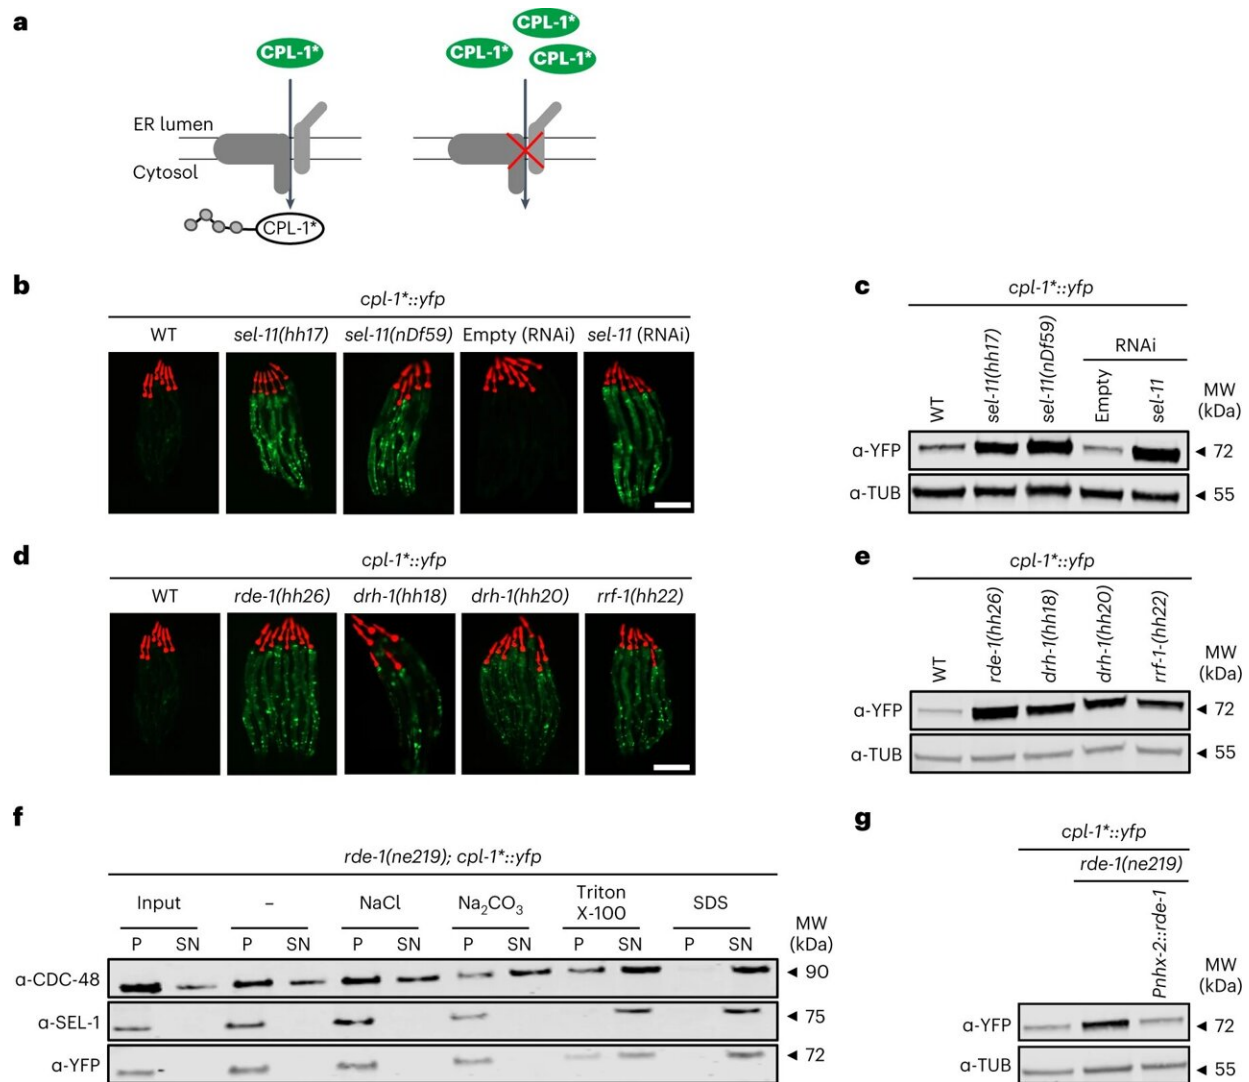 a
CPL-1*
CPL-1*
CPL-1*
CPL-1*
ER lumen
Cytosol
CPL-1*
b
cpl-1*::yfp
WT
sel-11(hh17)
sel-11(nDf59)
Empty (RNAi)
sel-11 (RNAi)
c
cpl-1*::yfp
WT
sel-11(hh17)
sel-11(nDf59)
RNAi
Empty
sel-11
MW
(kDa)
α-YFP
72
α-TUB
55
d
cpl-1*::yfp
WT
rde-1(hh26)
drh-1(hh18)
drh-1(hh20)
rrf-1(hh22)
e
cpl-1*::yfp
WT
rde-1(hh26)
drh-1(hh18)
drh-1(hh20)
rrf-1-(hh22)
MW
(kDa)
α-YFP
72
α-TUB
55
f
rde-1(ne219); cpl-1*::yfp
Input – NaCl Na₂CO₃ Triton X-100 SDS
P SN P SN P SN P SN P SN P SN
MW
(kDa)
α-CDC-48
90
α-SEL-1
75
α-YFP
72
g
cpl-1*::yfp
rde-1(ne219)
Pnhx-2::rde-1
MW
(kDa)
α-YFP
72
α-TUB
55